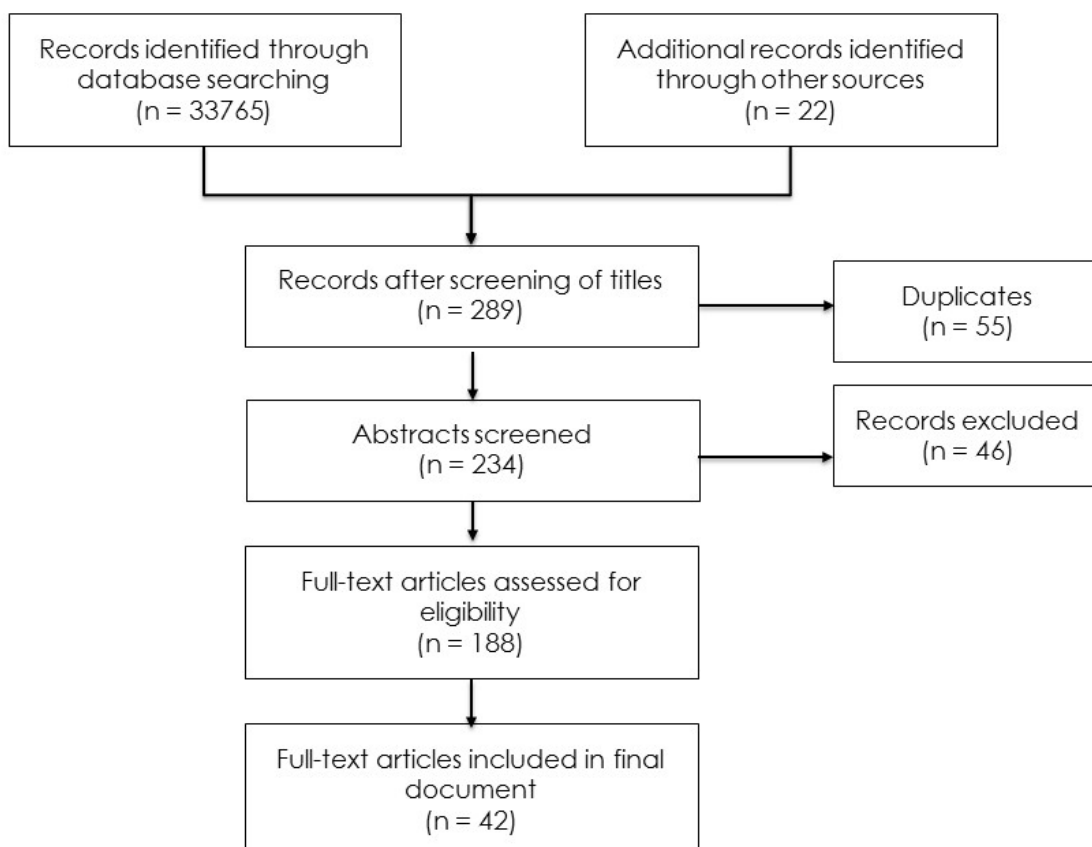 Records identified through
database searching
(n = 33765)
Additional records identified
through other sources
(n = 22)
Records after screening of titles
(n = 289)
Duplicates
(n = 55)
Abstracts screened
(n = 234)
Records excluded
(n = 46)
Full-text articles assessed for
eligibility
(n = 188)
Full-text articles included in final
document
(n = 42)